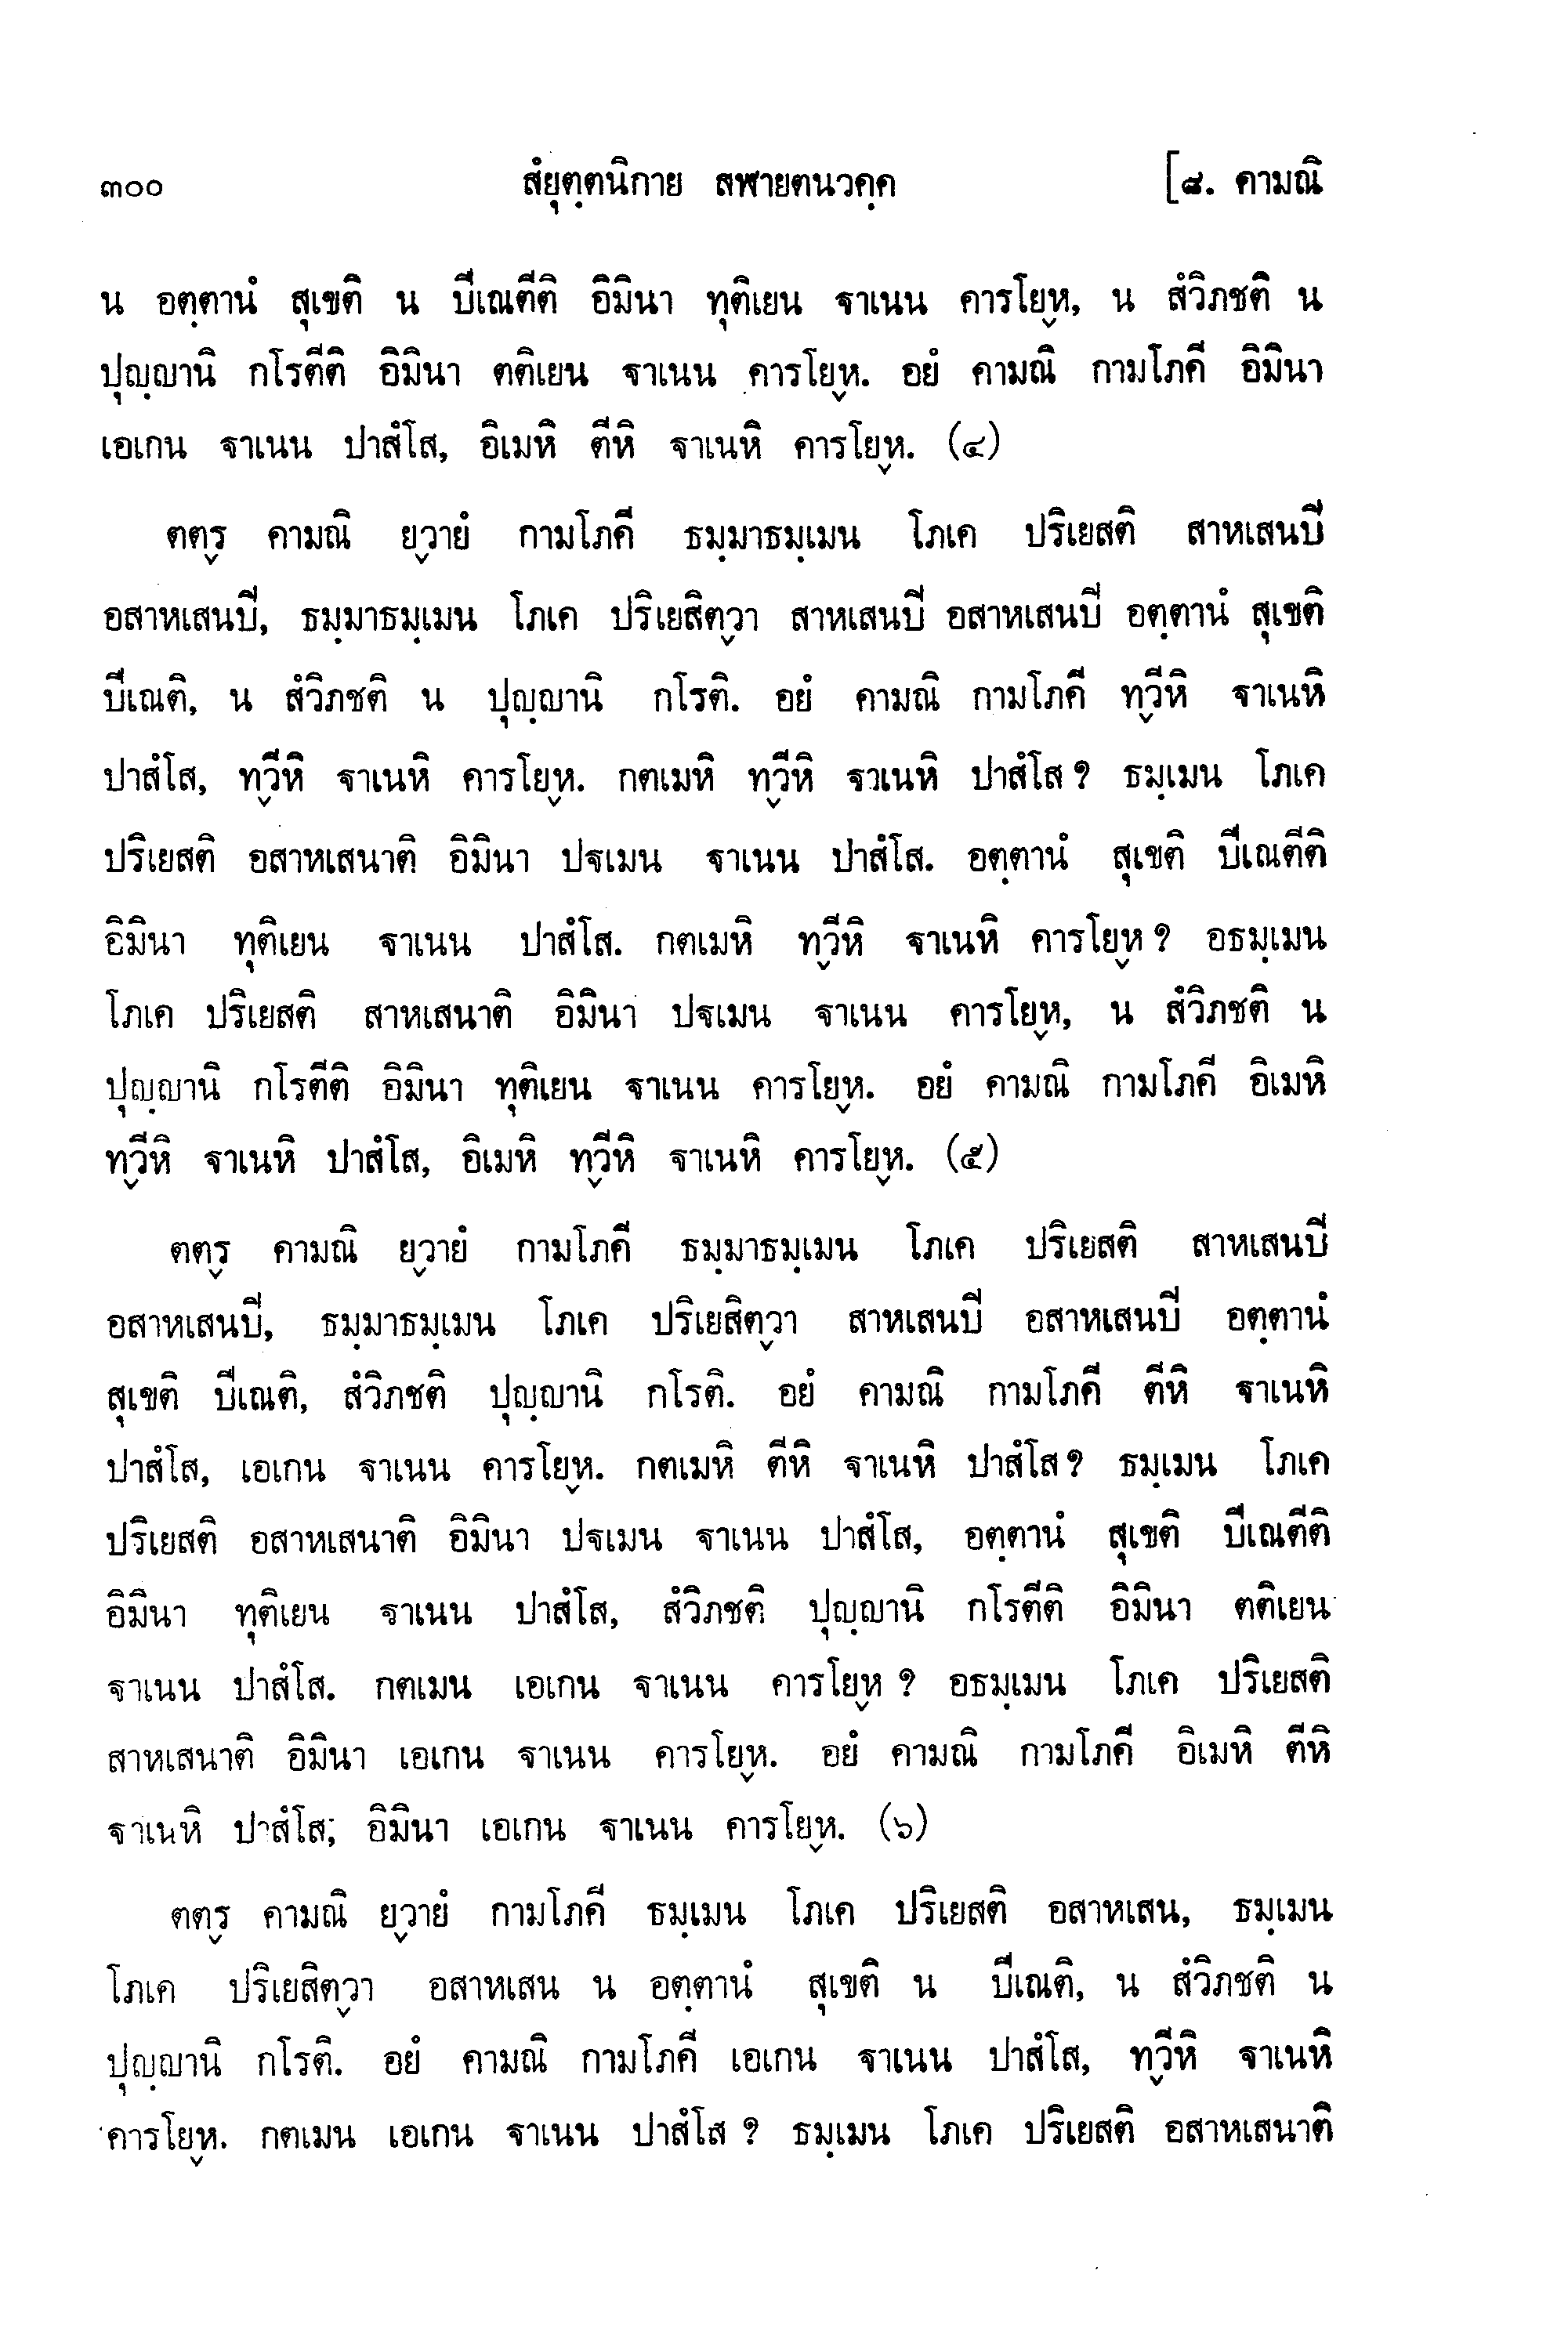 ๓๐๐ สํยุตฺตนิกาย สฬายตนวคฺค [๘. คามณิ
น อตฺตานํ สุเขติ น ปีเณตีติ อิมินา ทุติเยน ฐาเนน คารโยฺห, น สํวิภชติ น
ปุญฺญานิ กโรตีติ อิมินา ตติเยน ฐาเนน คารโยฺห. อยํ คามณิ กามโภคี อิมินา
เอเกน ฐาเนน ปาสํโส, อิเมหิ ตีหิ ฐาเนหิ คารโยฺห. (๔)
ตตฺร คามณิ ยฺวายํ กามโภคี ธมฺมาธมฺเมน โภเค ปริเยสติ สาหเสนปี
อสาหเสนปี, ธมฺมาธมฺเมน โภเค ปริเยสิตฺวา สาหเสนปี อสาหเสนปี อตฺตานํ สุเขติ
ปีเณติ, น สํวิภชติ น ปุญฺญานิ กโรติ. อยํ คามณิ กามโภคี ทฺวีหิ ฐาเนหิ
ปาสํโส, ทฺวีหิ ฐาเนหิ คารโยฺห. กตเมหิ ทฺวีหิ ฐาเนหิ ปาสํโส ? ธมฺเมน โภเค
ปริเยสติ อสาหเสนาติ อิมินา ปฐเมน ฐาเนน ปาสํโส. อตฺตานํ สุเขติ ปีเณตีติ
อิมินา ทุติเยน ฐาเนน ปาสํโส. กตเมหิ ทฺวีหิ ฐาเนหิ คารโยฺห ? อธมฺเมน
โภเค ปริเยสติ สาหเสนาติ อิมินา ปฐเมน ฐาเนน คารโยฺห, น สํวิภชติ น
ปุญฺญานิ กโรตีติ อิมินา ทุติเยน ฐาเนน คารโยฺห. อยํ คามณิ กามโภคี อิเมหิ
ทฺวีหิ ฐาเนหิ ปาสํโส, อิเมหิ ทฺวีหิ ฐาเนหิ คารโยฺห. (๕)
ตตฺร คามณิ ยฺวายํ กามโภคี ธมฺมาธมฺเมน โภเค ปริเยสติ สาหเสนปี
อสาหเสนปี, ธมฺมาธมฺเมน โภเค ปริเยสิตฺวา สาหเสนปี อสาหเสนปี อตฺตานํ
สุเขติ ปีเณติ, สํวิภชติ ปุญฺญานิ กโรติ. อยํ คามณิ กามโภคี ตีหิ ฐาเนหิ
ปาสํโส, เอเกน ฐาเนน คารโยฺห. กตเมหิ ตีหิ ฐาเนหิ ปาสํโส ? ธมฺเมน โภเค
ปริเยสติ อสาหเสนาติ อิมินา ปฐเมน ฐาเนน ปาสํโส, อตฺตานํ สุเขติ ปีเณตีติ
อิมินา ทุติเยน ฐาเนน ปาสํโส, สํวิภชติ ปุญฺญานิ กโรตีติ อิมินา ตติเยน
ฐาเนน ปาสํโส. กตเมน เอเกน ฐาเนน คารโยฺห ? อธมฺเมน โภเค ปริเยสติ
สาหเสนาติ อิมินา เอเกน ฐาเนน คารโยฺห. อยํ คามณิ กามโภคี อิเมหิ ตีหิ
ฐาเนหิ ปาสํโส; อิมินา เอเกน ฐาเนน คารโยฺห. (๖)
ตตฺร คามณิ ยฺวายํ กามโภคี ธมฺเมน โภเค ปริเยสติ อสาหเสน, ธมฺเมน
โภเค ปริเยสิตฺวา อสาหเสน น อตฺตานํ สุเขติ น ปีเณติ, น สํวิภชติ น
ปุญฺญานิ กโรติ. อยํ คามณิ กามโภคี เอเกน ฐาเนน ปาสํโส, ทฺวีหิ ฐาเนหิ
คารโยฺห. กตเมน เอเกน ฐาเนน ปาสํโส ? ธมฺเมน โภเค ปริเยสติ อสาหเสนาติ